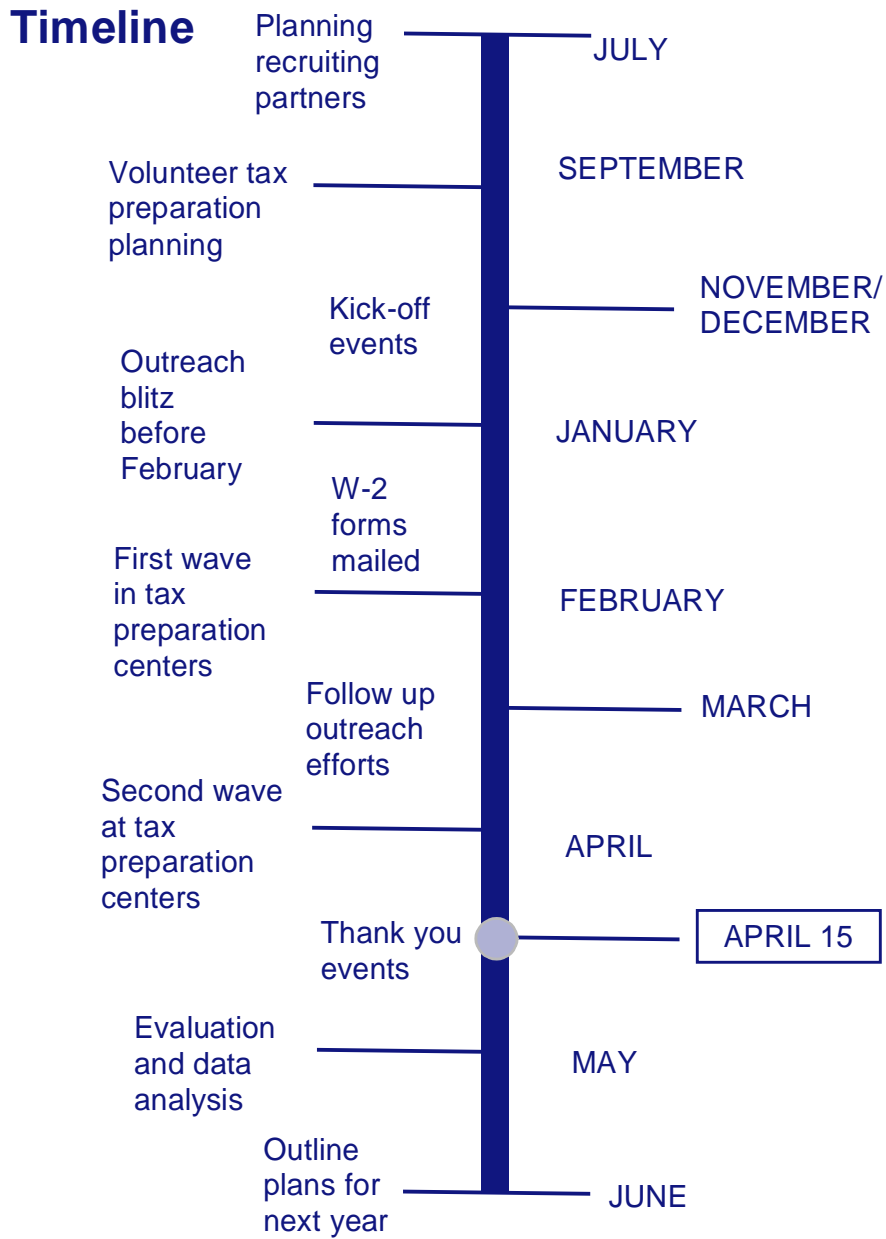 Timeline
Planning
recruiting
partners
JULY
Volunteer tax
preparation
planning
SEPTEMBER
Kick-off
events
NOVEMBER/
DECEMBER
Outreach
blitz
before
February
JANUARY
W-2
forms
mailed
First wave
in tax
preparation
centers
FEBRUARY
Follow up
outreach
efforts
MARCH
Second wave
at tax
preparation
centers
APRIL
Thank you
events
APRIL 15
Evaluation
and data
analysis
MAY
Outline
plans for
next year
JUNE